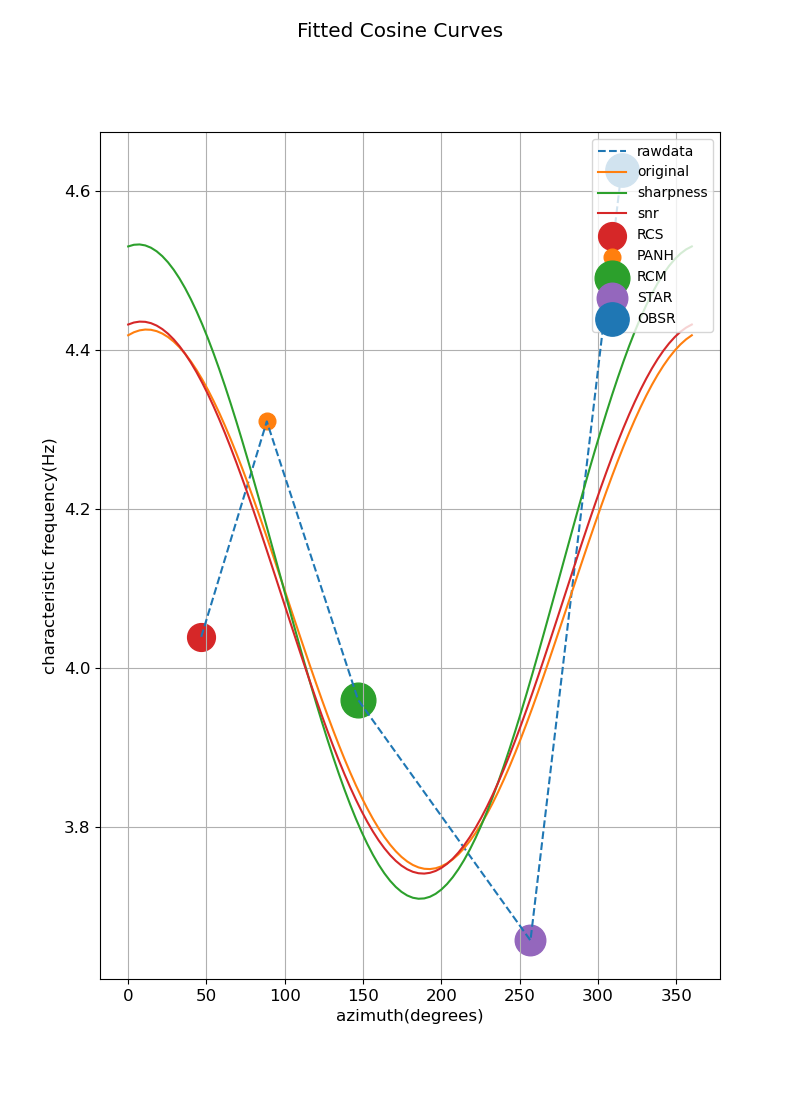 Fitted Cosine Curves
rawdata
original
sharpness
snr
RCS
PANH
RCM
STAR
OBSR
4.6
4.4
4.2
4.0
3.8
characteristic frequency(Hz)
0 50 100 150 200 250 300 350
azimuth(degrees)